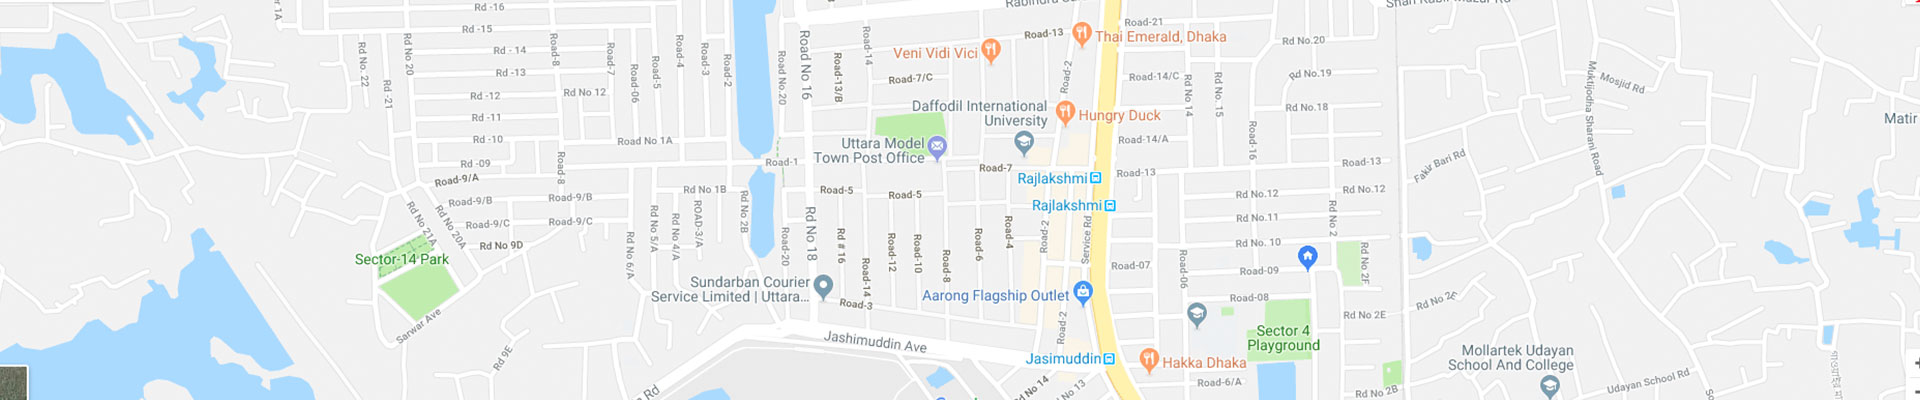 er 1A
Rd -16
Rd -15
Rd - 14
Rd -13
Rd -12
Rd -11
Rd -10
Rd -09
Rd No. 22
Rd -21
Rd No 20
Road-8
Road-7
Rd No 12
Road-06
Road-5
Road-4
Road-3
Road-2
Road No 1A
Road-9/A
Road-9/B
Road-9/C
Road-8
Road-9/B
Road-9/C
Rd No 21A
Rd No 20A
Rd No 9D
Sector-14 Park
Sarwar Ave
Rd 9E
Rd No 6/A
Rd No 5/A
Rd No 4/A
ROAD-3/A
Rd No 1B
Rd No 2B
Road No.20
Road No 16
Road-13/B
Road-14
Road-7/C
Veni Vidi Vici
Road-13
Rabindra
Road-2
Thai Emerald, Dhaka
Road-21
Daffodil International
University
Hungry Duck
Uttara Model
Town Post Office
Road-1
Road-7
Rajlakshmi
Rajlakshmi
Road-5
Road-5
Road-20
Rd No 18
Rd # 16
Road-14
Road-12
Road-10
Road-8
Road-6
Road-4
Road-2
Service Rd
Sundarban Courier
Service Limited | Uttara...
Road-3
Aarong Flagship Outlet
Road-2
Jashimuddin Ave
Jasimuddin
Hakka Dhaka
Rd No 14
No 13
Rd
Road-14/C
Road-14/A
Road-13
Rd No 14
Rd No. 15
Road-16
Rd No.20
Rd No.19
Rd No.18
Road-13
Rd No.12
Rd No.12
Rd No.11
Rd No. 10
Road-09
Road-08
Road-07
Road-06
Rd No 2
Rd No 2F
Rd No 2E
Rd No 2B
Sector 4
Playground
Road-6/A
Fakir Bari Rd
Mosjid Rd
Muktijodha Sharani Road
Matir
Mollartek Udayan
School And College
Udayan School Rd